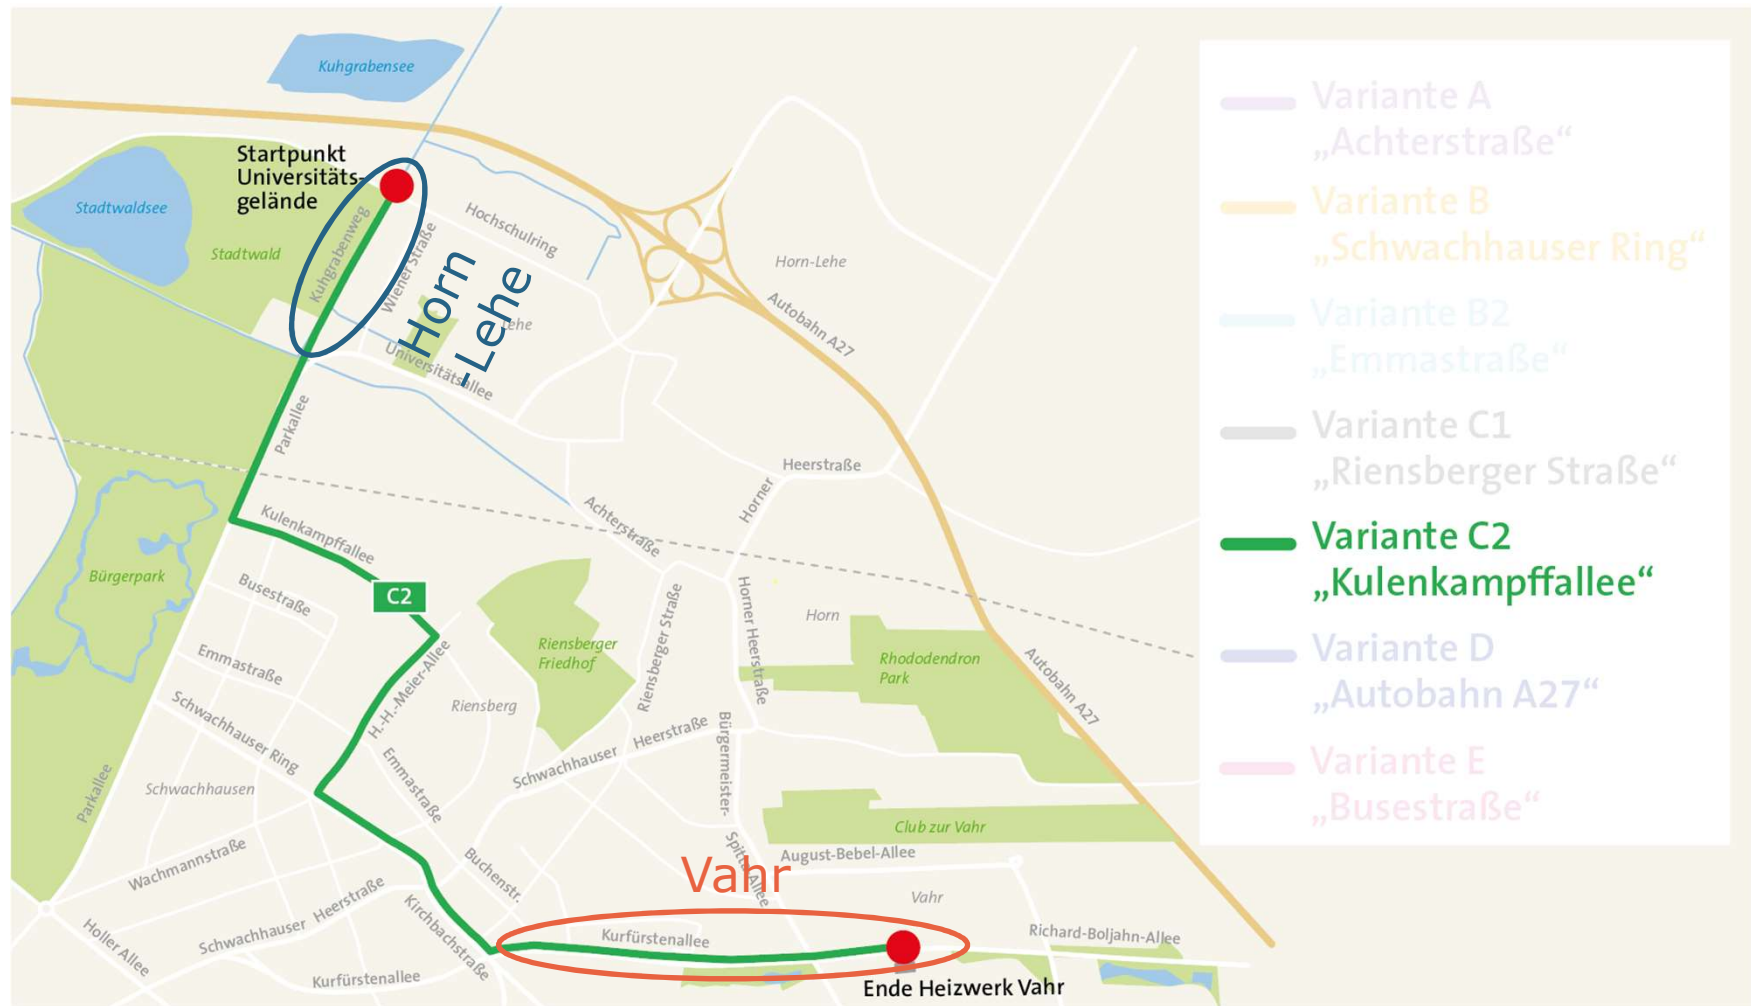 Kuhgrabensee
Startpunkt
Universitäts-
gelände
Stadtwaldsee
Stadtwald
Kuhgrabenweg
Wiener Straße
Hochschulring
Horn
-Lehe
Lehe
Universitätsallee
Horn-Lehe
Autobahn A27
Parkallee
Heerstraße
Horner
Achterstraße
Kulenkampffallee
Bürgerpark
Busestraße
C2
Emmastraße
H.-H.-Meier-Allee
Riensberger
Friedhof
Riensberger Straße
Horner Heerstraße
Horn
Rhododendron
Park
Autobahn A27
Riensberg
Schwachhauser Ring
Emmastraße
Schwachhauser
Heerstraße
Bürgermeister-
Spitta-Allee
Parkallee
Schwachhausen
Club zur Vahr
August-Bebel-Allee
Wachmannstraße
Buchenstr.
Vahr
Vahr
Holler Allee
Schwachhauser
Heerstraße
Kirchbachstraße
Kurfürstenallee
Kurfürstenallee
Richard-Boljahn-Allee
Ende Heizwerk Vahr
Variante A
„Achterstraße“
Variante B
„Schwachhauser Ring“
Variante B2
„Emmastraße“
Variante C1
„Riensberger Straße“
Variante C2
„Kulenkampffallee“
Variante D
„Autobahn A27“
Variante E
„Busestraße“